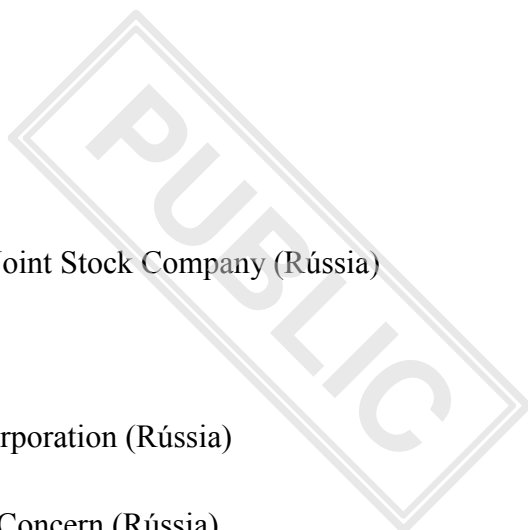 PUBLIC
Joint Stock Company (Rússia)
rporation (Rússia)
Concern (Rússia)